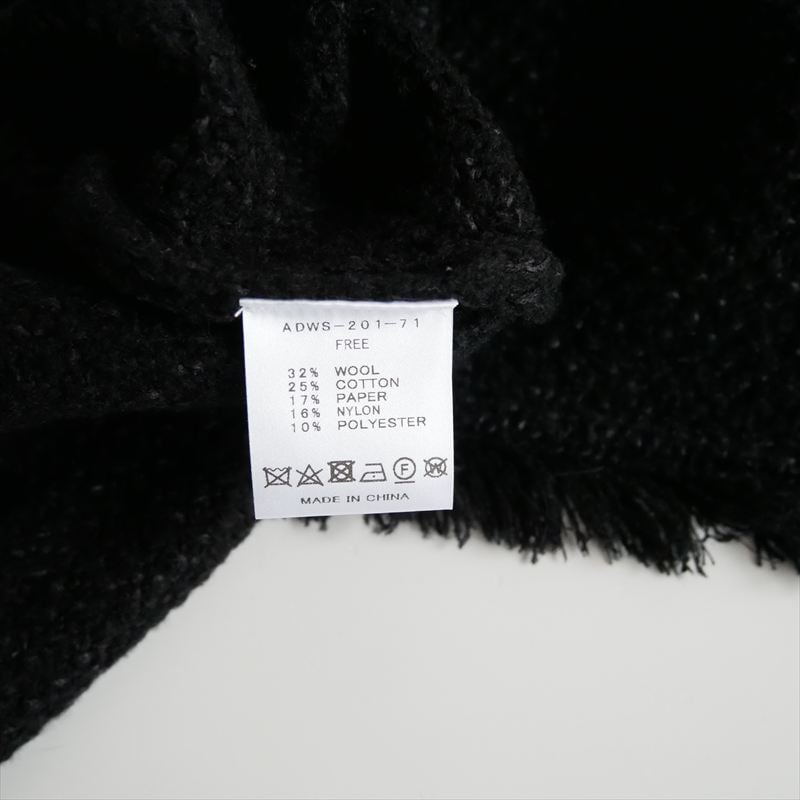 ADWS-201-71
FREE
32% WOOL
25% COTTON
17% PAPER
16% NYLON
10% POLYESTER
F W
MADE IN CHINA